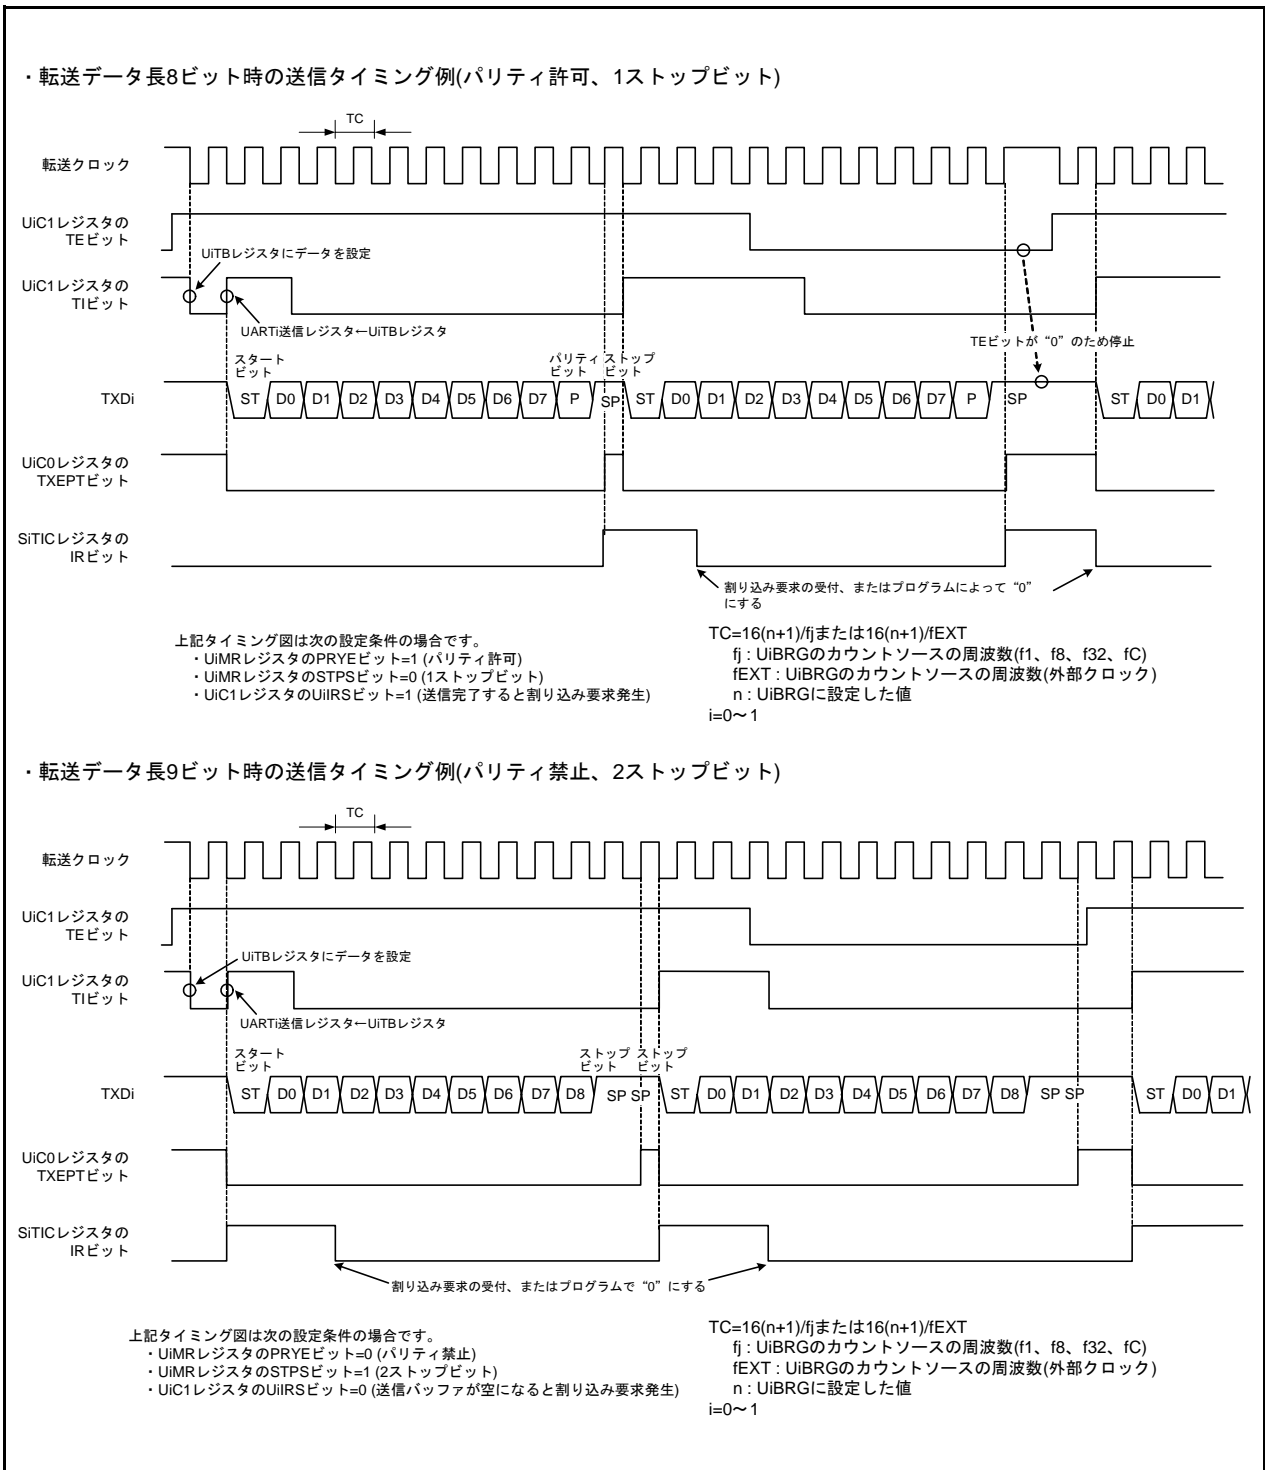 ・転送データ長8ビット時の送信タイミング例(パリティ許可、1ストップビット)
TC
転送クロック
UiC1レジスタの
TEビット
UiTBレジスタにデータを設定
UiC1レジスタの
TIビット
UARTi送信レジスタ←UiTBレジスタ
TEビットが“0”のため停止
スタート
ビット
パリティ
ビット
ストップ
ビット
TXDi
ST D0 D1 D2 D3 D4 D5 D6 D7 P SP ST D0 D1 D2 D3 D4 D5 D6 D7 P SP ST D0 D1
UiC0レジスタの
TXEPTビット
SiTICレジスタの
IRビット
割り込み要求の受付、またはプログラムによって“0”
にする
上記タイミング図は次の設定条件の場合です。
・UiMRレジスタのPRYEビット=1 (パリティ許可)
・UiMRレジスタのSTPSビット=0 (1ストップビット)
・UiC1レジスタのUiIRSビット=1 (送信完了すると割り込み要求発生)
TC=16(n+1)/fjまたは16(n+1)/fEXT
fj : UiBRGのカウントソースの周波数(f1、f8、f32、fC)
fEXT : UiBRGのカウントソースの周波数(外部クロック)
n : UiBRGに設定した値
i=0～1
・転送データ長9ビット時の送信タイミング例(パリティ禁止、2ストップビット)
TC
転送クロック
UiC1レジスタの
TEビット
UiTBレジスタにデータを設定
UiC1レジスタの
TIビット
UARTi送信レジスタ←UiTBレジスタ
スタート
ビット
ストップ
ビット
ストップ
ビット
TXDi
ST D0 D1 D2 D3 D4 D5 D6 D7 D8 SP SP ST D0 D1 D2 D3 D4 D5 D6 D7 D8 SP SP ST D0 D1
UiC0レジスタの
TXEPTビット
SiTICレジスタの
IRビット
割り込み要求の受付、またはプログラムで“0”にする
上記タイミング図は次の設定条件の場合です。
・UiMRレジスタのPRYEビット=0 (パリティ禁止)
・UiMRレジスタのSTPSビット=1 (2ストップビット)
・UiC1レジスタのUiIRSビット=0 (送信バッファが空になると割り込み要求発生)
TC=16(n+1)/fjまたは16(n+1)/fEXT
fj : UiBRGのカウントソースの周波数(f1、f8、f32、fC)
fEXT : UiBRGのカウントソースの周波数(外部クロック)
n : UiBRGに設定した値
i=0～1